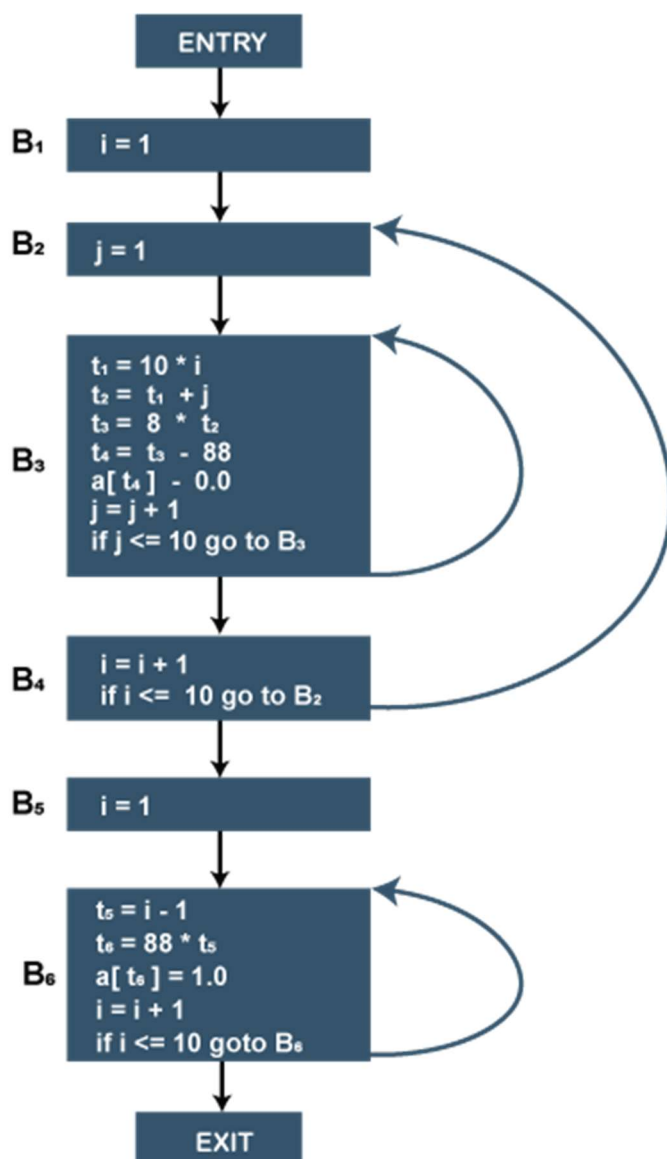 ENTRY
B₁
i = 1
B₂
j = 1
B₃
t₁ = 10 * i
t₂ = t₁ + j
t₃ = 8 * t₂
t₄ = t₃ - 88
a[ t₄ ] - 0.0
j = j + 1
if j <= 10 go to B₃
B₄
i = i + 1
if i <= 10 go to B₂
B₅
i = 1
B₆
t₅ = i - 1
t₆ = 88 * t₅
a[ t₆ ] = 1.0
i = i + 1
if i <= 10 goto B₆
EXIT